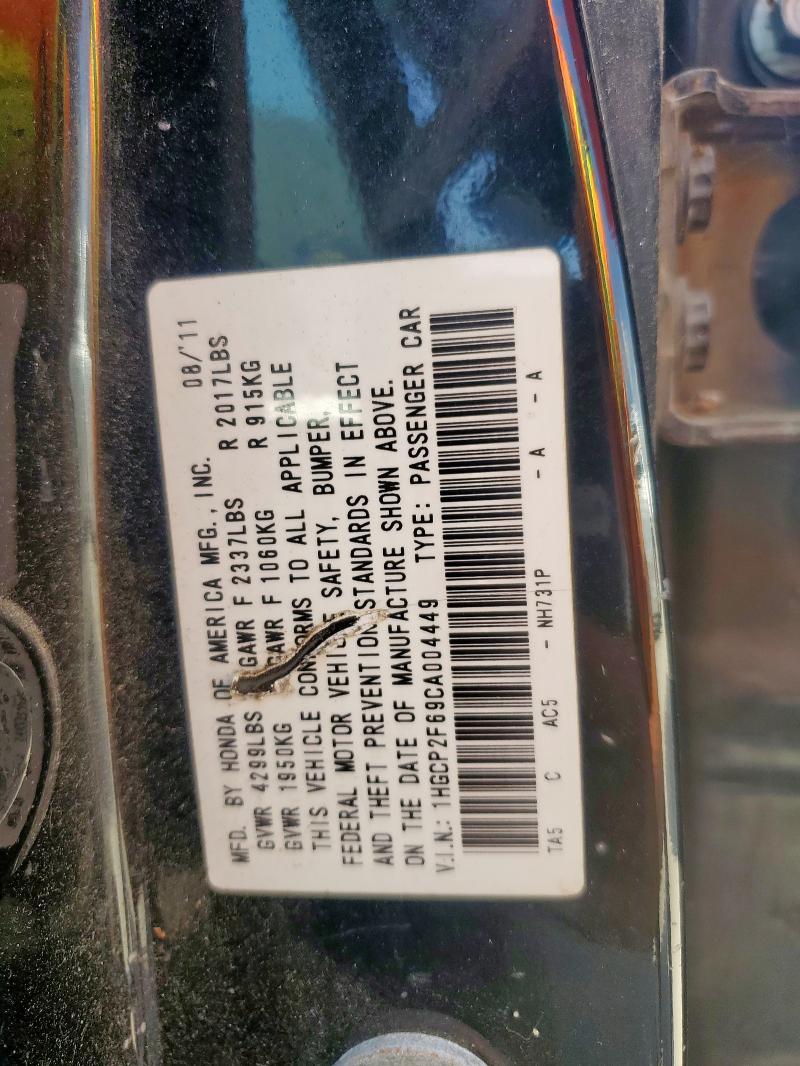 MFD. BY HONDA OF AMERICA MFG., INC. 08/'11
GVWR 4299LBS GAWR F 2337LBS R 2017LBS
GVWR 1950KG GAWR F 1060KG R 915KG
THIS VEHICLE CONFORMS TO ALL APPLICABLE
FEDERAL MOTOR VEHICLE SAFETY, BUMPER,
AND THEFT PREVENTION STANDARDS IN EFFECT
ON THE DATE OF MANUFACTURE SHOWN ABOVE.
V.I.N.: 1HGCP2F69CA004449 TYPE: PASSENGER CAR
TA5 C AC5 - NH731P - A - A